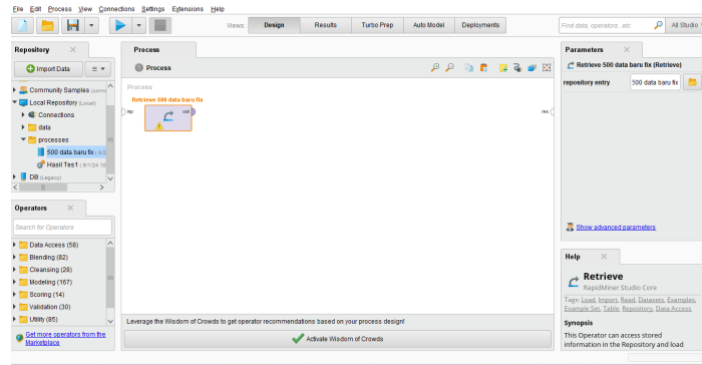 File Edit Process View Connections Settings Extensions Help
Views: Design Results Turbo Prep Auto Model Deployments
Find data, operators...etc All Studio
Repository
Import Data
Community Samples
Local Repository (Local)
Connections
data
processes
500 data baru fix
Hasil Tes1
DB (Legacy)
Operators
Search for Operators
Data Access (58)
Blending (82)
Cleansing (28)
Modeling (167)
Scoring (14)
Validation (30)
Utility (85)
Get more operators from the
Marketplace
Process
Process
Process
Retrieve 500 data baru fix
inp
out
res
Leverage the Wisdom of Crowds to get operator recommendations based on your process design!
Activate Wisdom of Crowds
Parameters
Retrieve 500 data baru fix (Retrieve)
repository entry 500 data baru fix
Show advanced parameters
Help
Retrieve
RapidMiner Studio Core
Tags: Load, Import, Read, Datasets, Examples,
Example Set, Table, Repository, Data Access
Synopsis
This Operator can access stored
information in the Repository and load